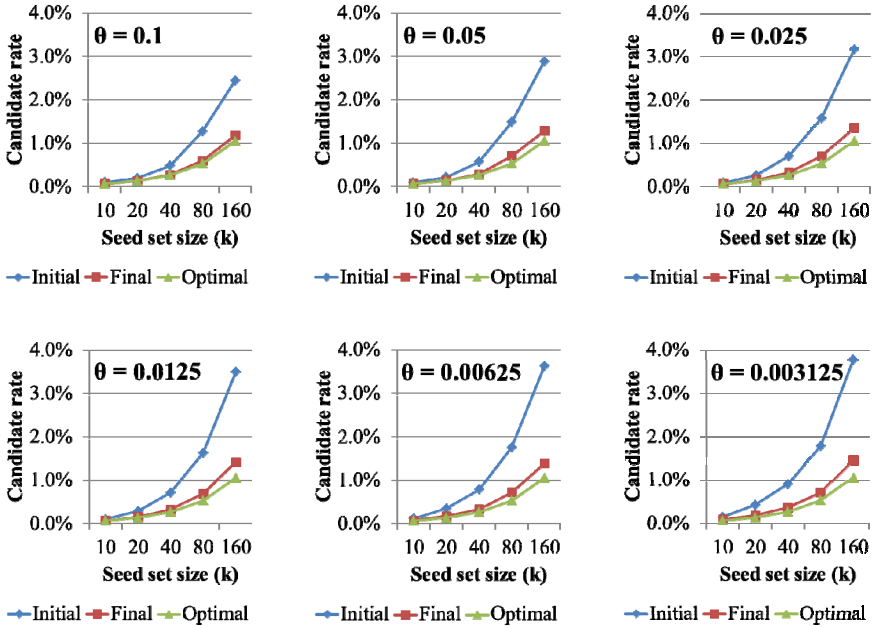 4.0%
3.0%
2.0%
1.0%
0.0%
Candidate rate
θ = 0.1
10 20 40 80 160
Seed set size (k)
Initial Final Optimal
4.0%
3.0%
2.0%
1.0%
0.0%
Candidate rate
θ = 0.05
10 20 40 80 160
Seed set size (k)
Initial Final Optimal
4.0%
3.0%
2.0%
1.0%
0.0%
Candidate rate
θ = 0.025
10 20 40 80 160
Seed set size (k)
Initial Final Optimal
4.0%
3.0%
2.0%
1.0%
0.0%
Candidate rate
θ = 0.0125
10 20 40 80 160
Seed set size (k)
Initial Final Optimal
4.0%
3.0%
2.0%
1.0%
0.0%
Candidate rate
θ = 0.00625
10 20 40 80 160
Seed set size (k)
Initial Final Optimal
4.0%
3.0%
2.0%
1.0%
0.0%
Candidate rate
θ = 0.003125
10 20 40 80 160
Seed set size (k)
Initial Final Optimal